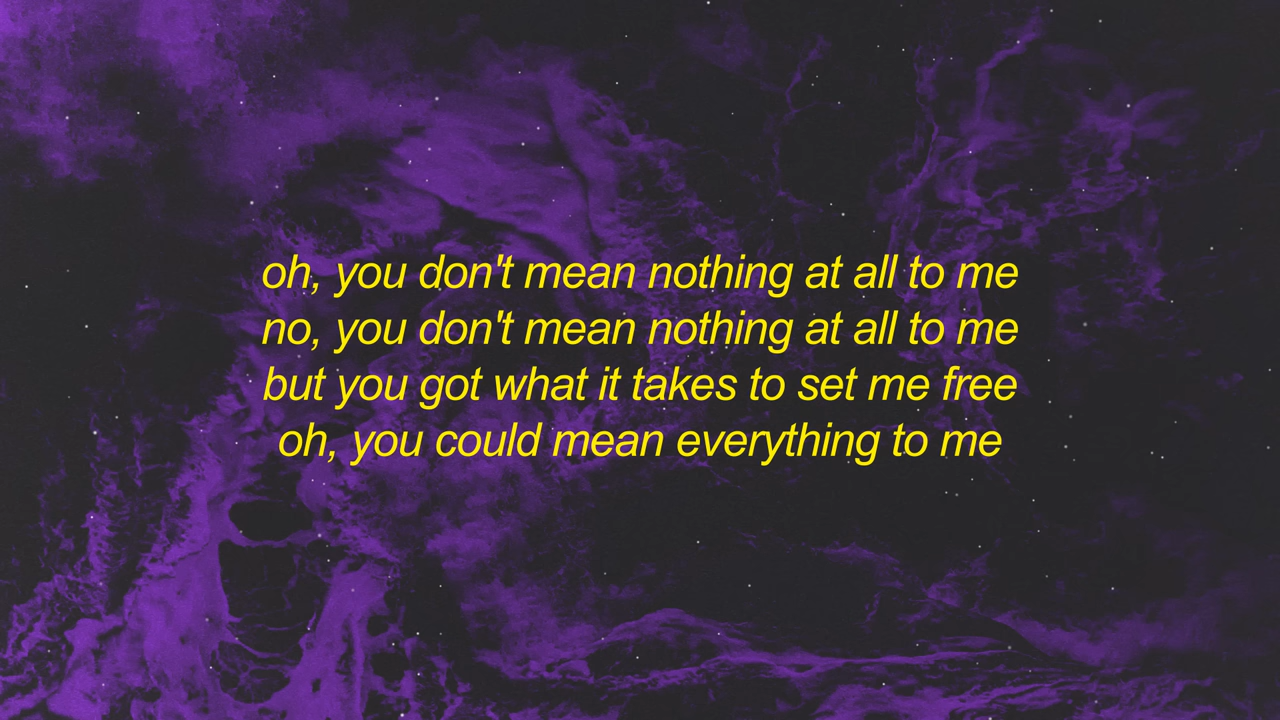 oh, you don't mean nothing at all to me
no, you don't mean nothing at all to me
but you got what it takes to set me free
oh, you could mean everything to me